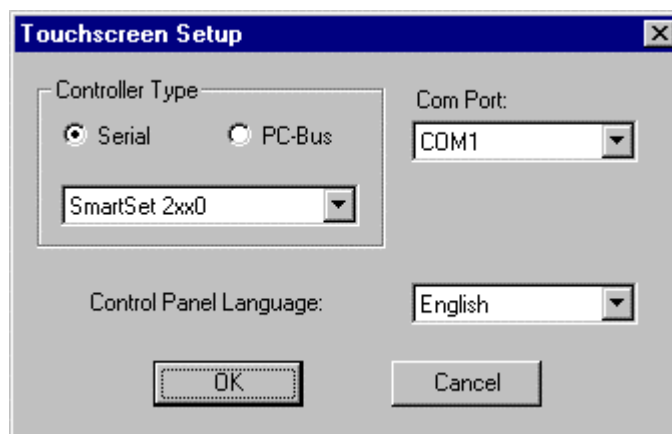 Touchscreen Setup
Controller Type
Serial
PC-Bus
SmartSet 2xx0
Com Port:
COM1
Control Panel Language:
English
OK
Cancel